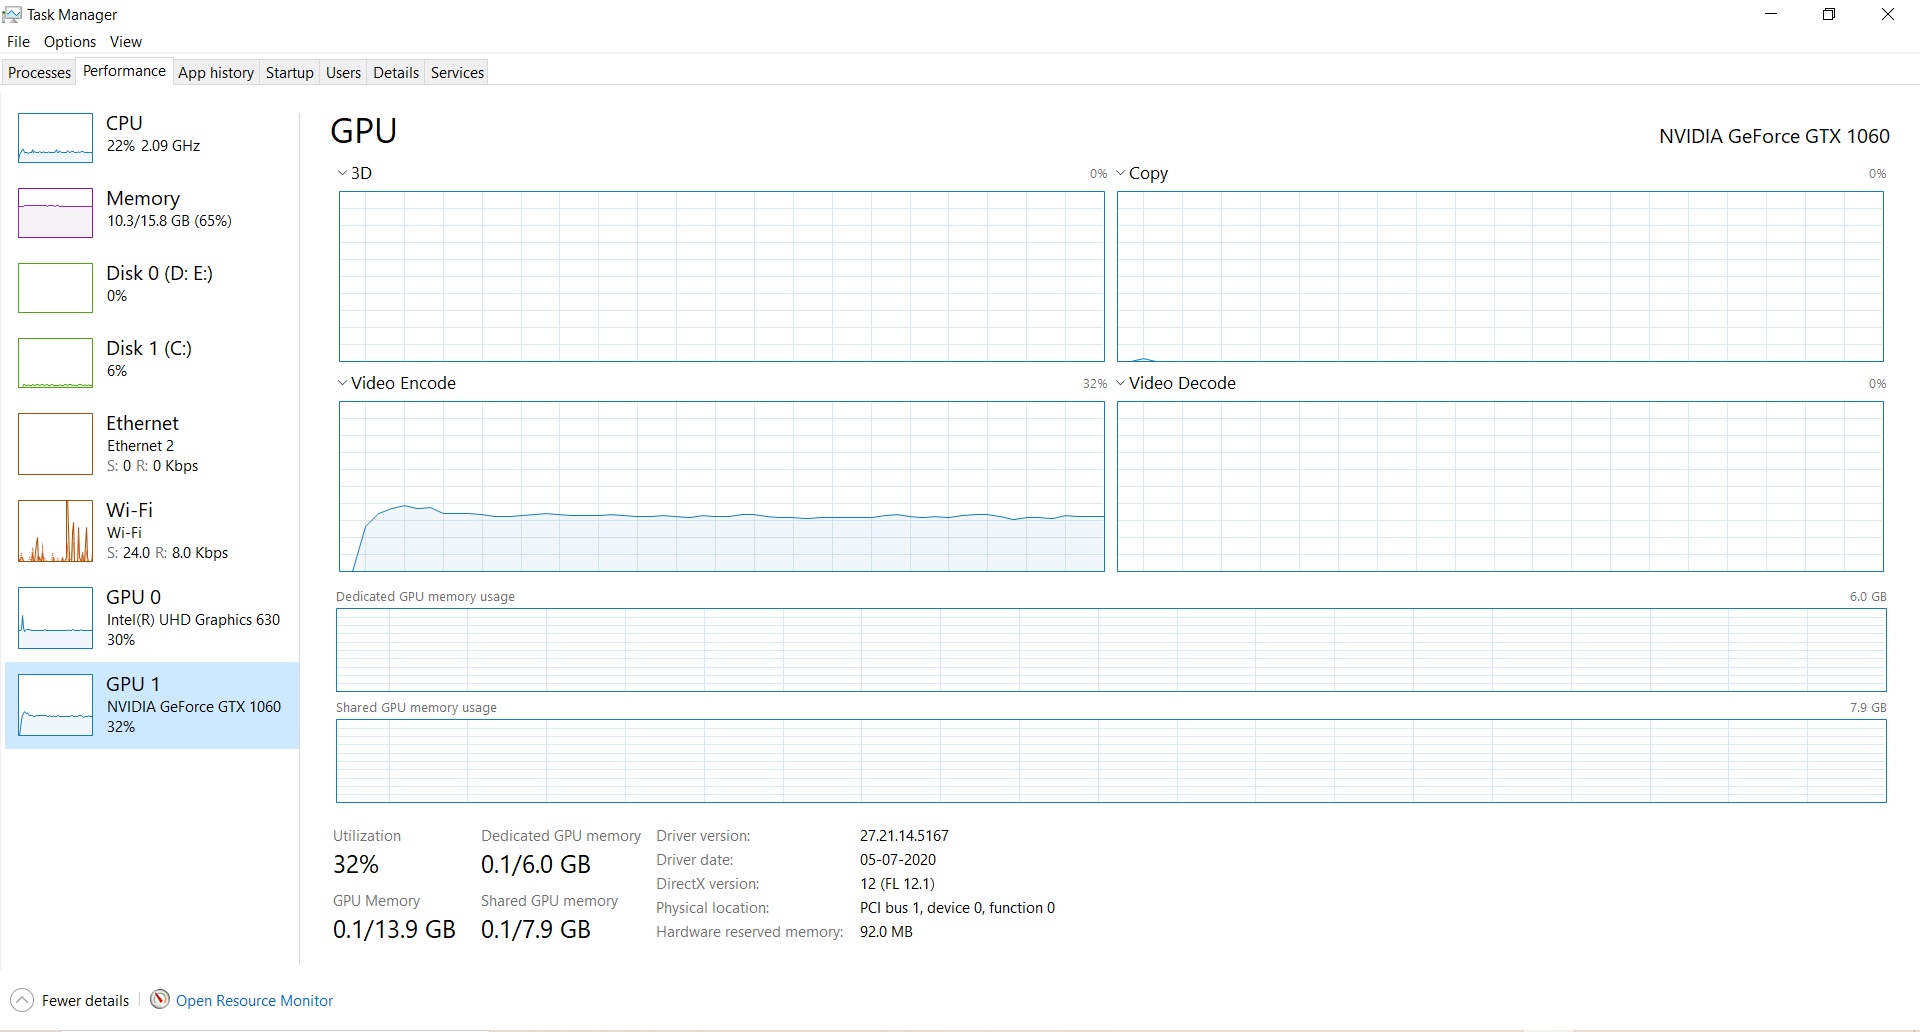 Task Manager
File Options View
Processes Performance App history Startup Users Details Services
CPU
22% 2.09 GHz
Memory
10.3/15.8 GB (65%)
Disk 0 (D: E:)
0%
Disk 1 (C:)
6%
Ethernet
Ethernet 2
S: 0 R: 0 Kbps
Wi-Fi
Wi-Fi
S: 24.0 R: 8.0 Kbps
GPU 0
Intel(R) UHD Graphics 630
30%
GPU 1
NVIDIA GeForce GTX 1060
32%
GPU
NVIDIA GeForce GTX 1060
3D 0%
Copy 0%
Video Encode 32%
Video Decode 0%
Dedicated GPU memory usage 6.0 GB
Shared GPU memory usage 7.9 GB
Utilization
32%
Dedicated GPU memory
0.1/6.0 GB
GPU Memory
0.1/13.9 GB
Shared GPU memory
0.1/7.9 GB
Driver version: 27.21.14.5167
Driver date: 05-07-2020
DirectX version: 12 (FL 12.1)
Physical location: PCI bus 1, device 0, function 0
Hardware reserved memory: 92.0 MB
Fewer details
Open Resource Monitor